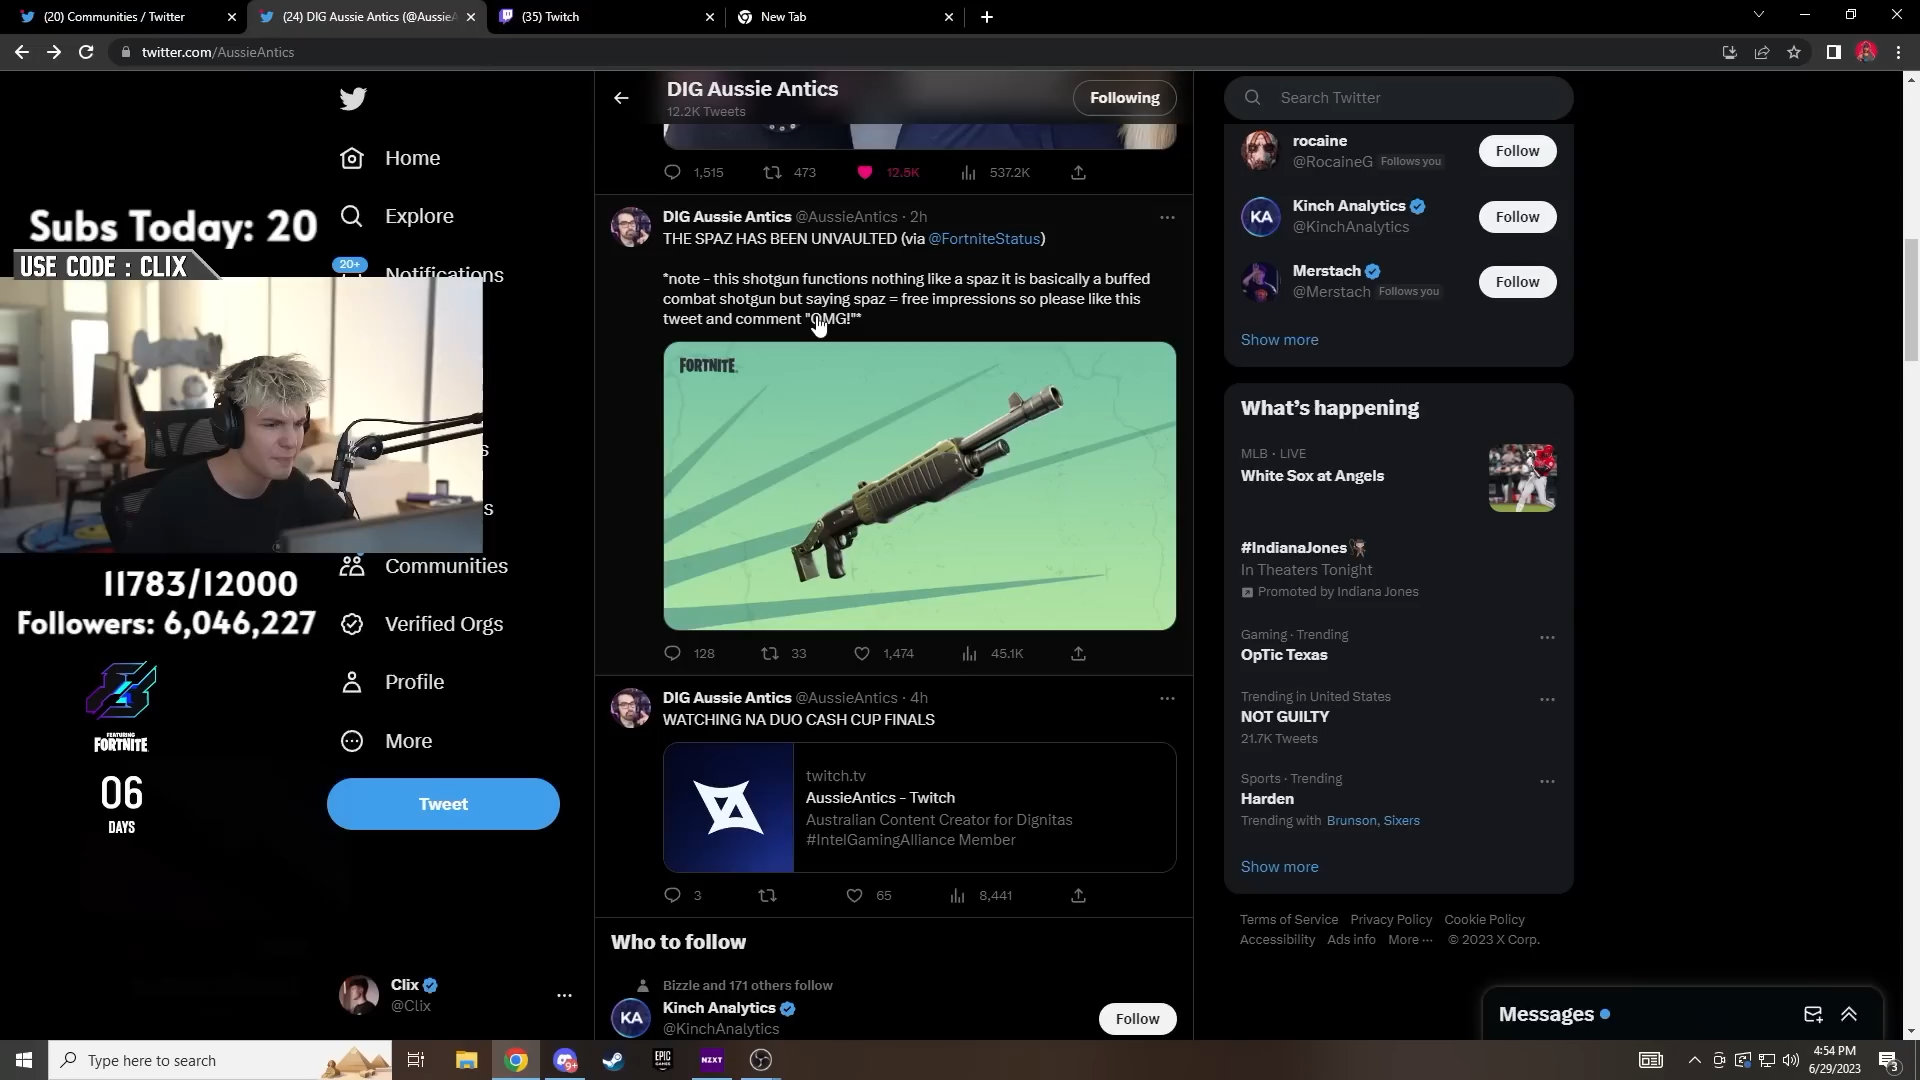 (20) Communities / Twitter
(24) DIG Aussie Antics (@AussieA
(35) Twitch
New Tab
twitter.com/AussieAntics
DIG Aussie Antics
12.2K Tweets
Following
Search Twitter
Home
Explore
20+
Notifications
Communities
Verified Orgs
Profile
More
Tweet
Clix
@Clix
Subs Today: 20
USE CODE : CLIX
11783/12000
Followers: 6,046,227
FEATURING
FORTNITE
06
DAYS
1,515
473
12.5K
537.2K
DIG Aussie Antics @AussieAntics · 2h
THE SPAZ HAS BEEN UNVAULTED (via @FortniteStatus)
*note - this shotgun functions nothing like a spaz it is basically a buffed
combat shotgun but saying spaz = free impressions so please like this
tweet and comment "OMG!"*
FORTNITE
128
33
1,474
45.1K
DIG Aussie Antics @AussieAntics · 4h
WATCHING NA DUO CASH CUP FINALS
twitch.tv
AussieAntics - Twitch
Australian Content Creator for Dignitas
#IntelGamingAlliance Member
3
65
8,441
Who to follow
Bizzle and 171 others follow
KA
Kinch Analytics
@KinchAnalytics
Follow
rocaine
@RocaineG Follows you
Follow
KA
Kinch Analytics
@KinchAnalytics
Follow
Merstach
@Merstach Follows you
Follow
Show more
What's happening
MLB · LIVE
White Sox at Angels
#IndianaJones
In Theaters Tonight
Promoted by Indiana Jones
Gaming · Trending
OpTic Texas
Trending in United States
NOT GUILTY
21.7K Tweets
Sports · Trending
Harden
Trending with Brunson, Sixers
Show more
Terms of Service Privacy Policy Cookie Policy
Accessibility Ads info More ··· © 2023 X Corp.
Messages
Type here to search
9+
EPIC
GAMES
NZXT
4:54 PM
6/29/2023
3